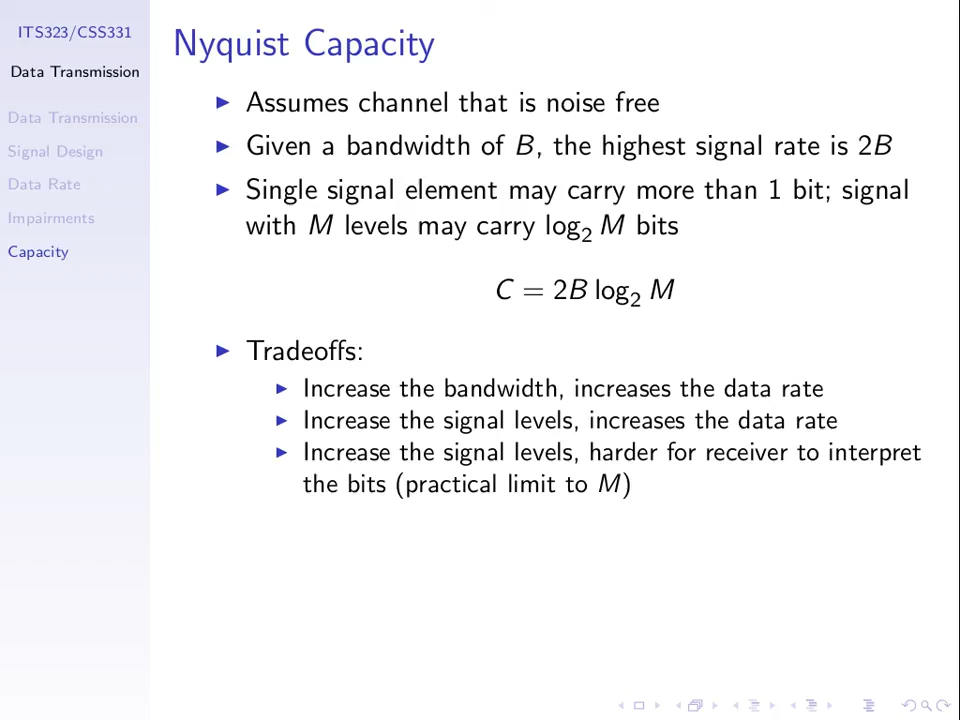 ITS323/CSS331
Data Transmission
Data Transmission
Signal Design
Data Rate
Impairments
Capacity
Nyquist Capacity
Assumes channel that is noise free
Given a bandwidth of B, the highest signal rate is 2B
Single signal element may carry more than 1 bit; signal
with M levels may carry log₂ M bits
C = 2B log₂ M
Tradeoffs:
Increase the bandwidth, increases the data rate
Increase the signal levels, increases the data rate
Increase the signal levels, harder for receiver to interpret
the bits (practical limit to M)